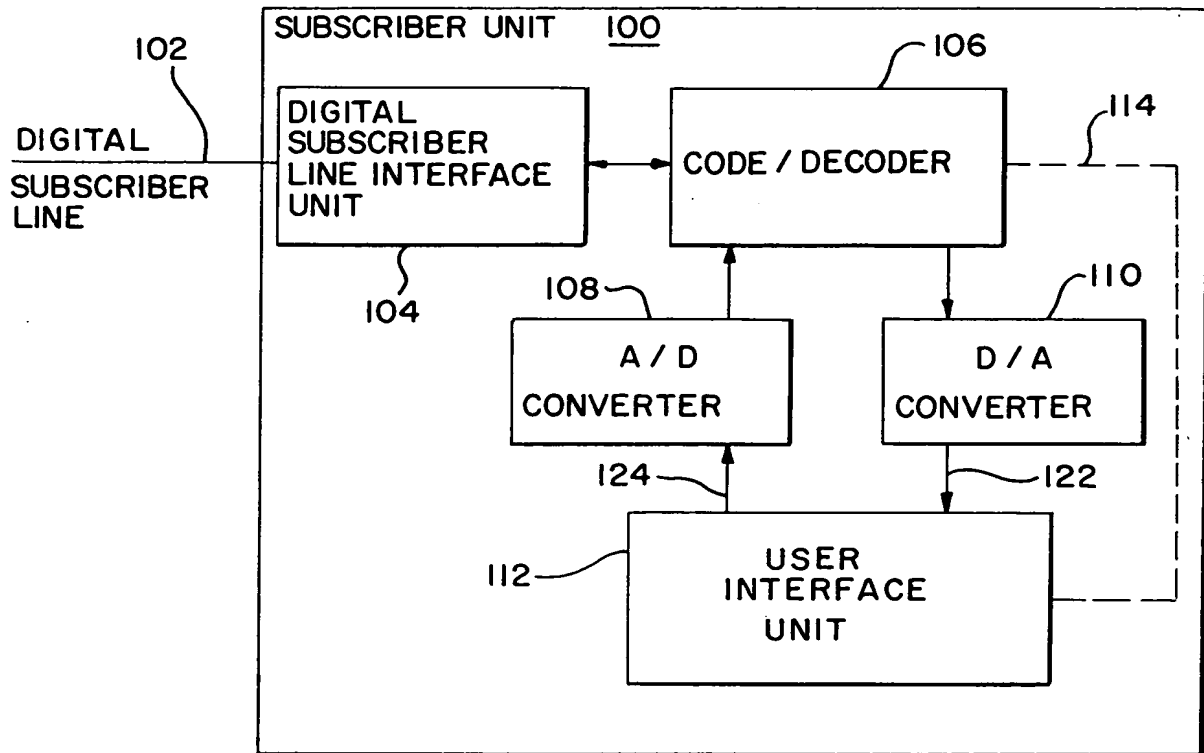 SUBSCRIBER UNIT 100
102
106
114
DIGITAL
SUBSCRIBER
LINE
DIGITAL
SUBSCRIBER
LINE INTERFACE
UNIT
CODE / DECODER
104
108
110
A / D
CONVERTER
D / A
CONVERTER
124
122
112
USER
INTERFACE
UNIT